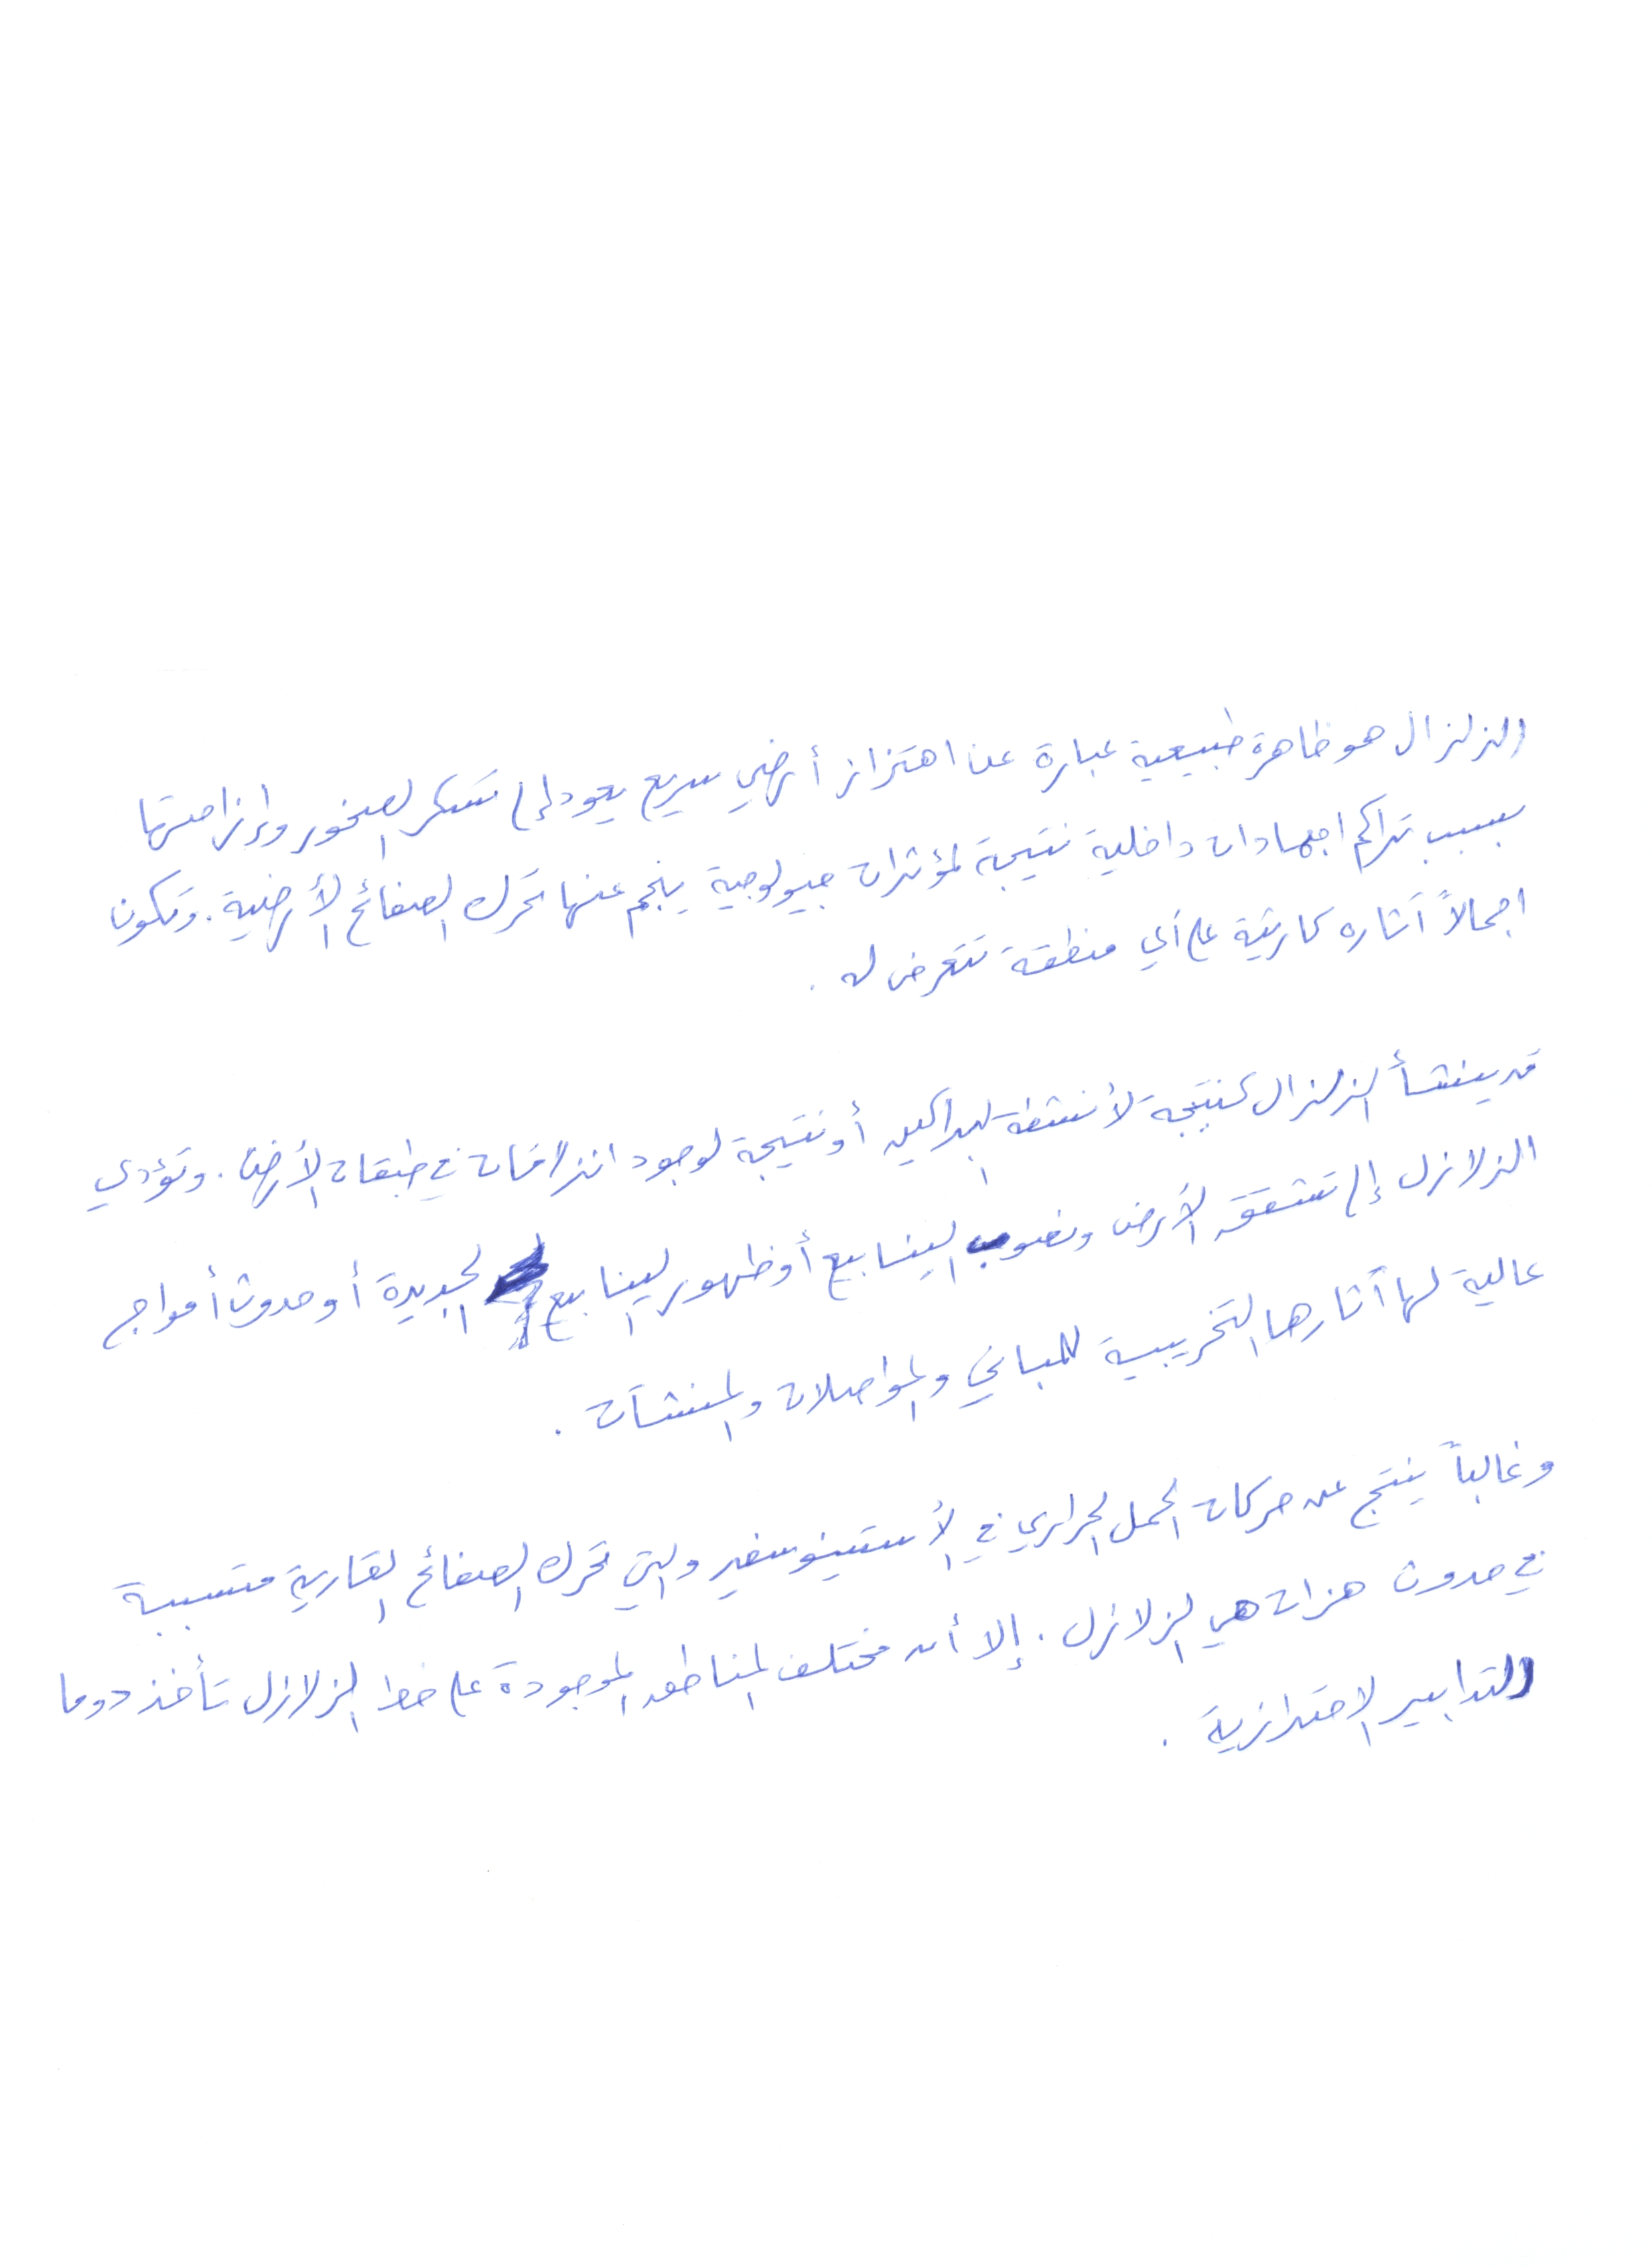 الزلزال هو ظاهرة طبيعية عبارة عن اهتزاز أرضي سريع يعود إلى تكسر الصخور وإزاحتها
بسبب تراكم اجهادات داخلية نتيجة لمؤثرات جيولوجية ينجم عنها تحرك الصفائح الأرضية. وتكون
اجمالاً آثاره كارثية على أي منطقة تتعرض له.
قد ينشأ الزلزال كنتيجة لأنشطة البراكين أو نتيجة لوجود انزلاقات في طبقات الأرض. وتؤدي
الزلازل إلى تشقق الأرض ونضوب الينابيع أو ظهور الينابيع الجديدة أو حدوث أمواج
عالية لها آثارها التخريبية للمباني والمواصلات والمنشآت.
وغالباً ينتج عن حركات الحمل الحراري في الأستينوسفير والتي تحرك الصفائح القارية متسببة
في حدوث هزات هي الزلازل. إلا أن مختلف المناطق الموجودة على خط الزلازل تأخذ دوما
التدابير الاحترازية.